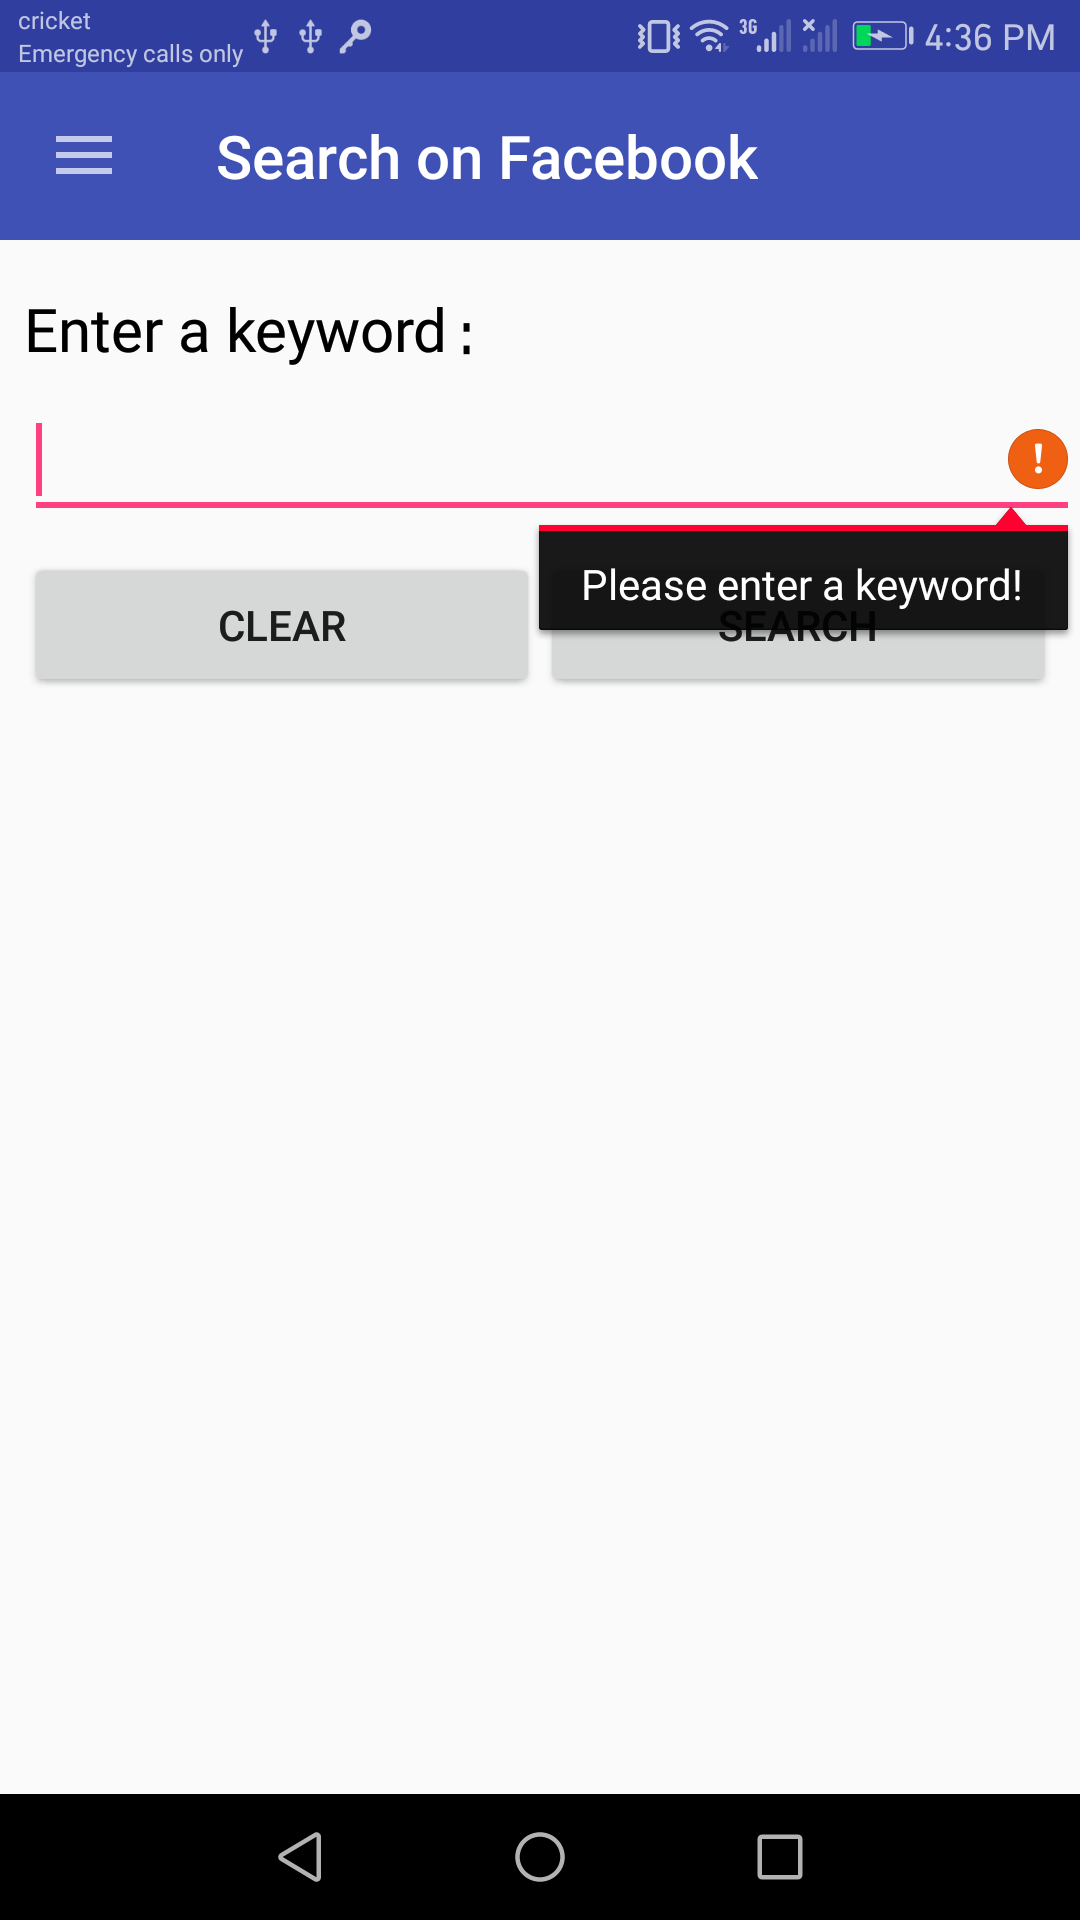 cricket
Emergency calls only
3G
4:36 PM
Search on Facebook
Enter a keyword :
!
Please enter a keyword!
CLEAR
SEARCH